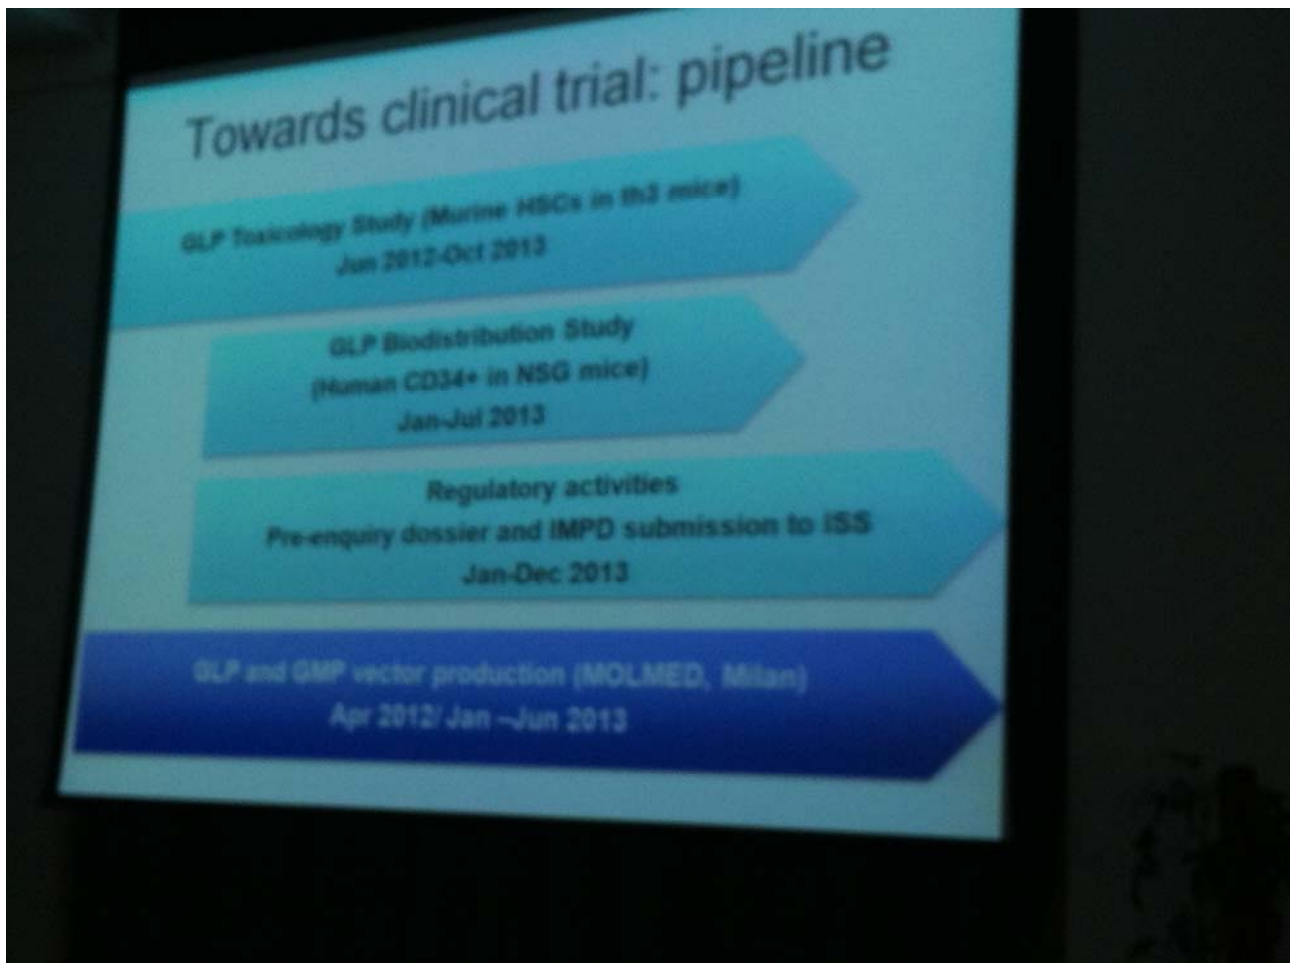 Towards clinical trial: pipeline
GLP Toxicology Study (Murine HSCs in th3 mice)
Jun 2012-Oct 2013
GLP Biodistribution Study
(Human CD34+ in NSG mice)
Jan-Jul 2013
Regulatory activities
Pre-enquiry dossier and IMPD submission to ISS
Jan-Dec 2013
GLP and GMP vector production (MOLMED, Milan)
Apr 2012/ Jan –Jun 2013